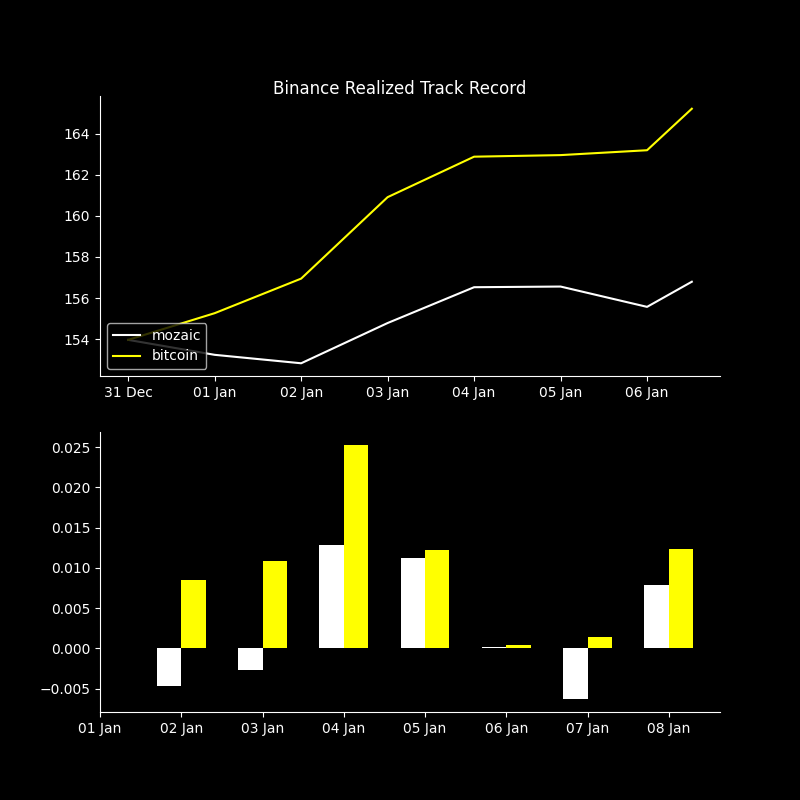 Binance Realized Track Record
164
162
160
158
156
154
mozaic
bitcoin
31 Dec 01 Jan 02 Jan 03 Jan 04 Jan 05 Jan 06 Jan
0.025
0.020
0.015
0.010
0.005
0.000
−0.005
01 Jan 02 Jan 03 Jan 04 Jan 05 Jan 06 Jan 07 Jan 08 Jan